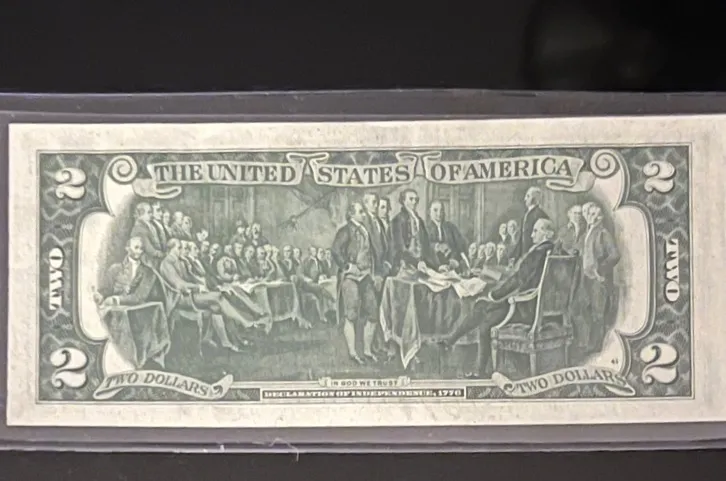 THE UNITED STATES OF AMERICA
2 2
TWO TWO
2 2
TWO DOLLARS TWO DOLLARS
IN GOD WE TRUST
DECLARATION OF INDEPENDENCE, 1776